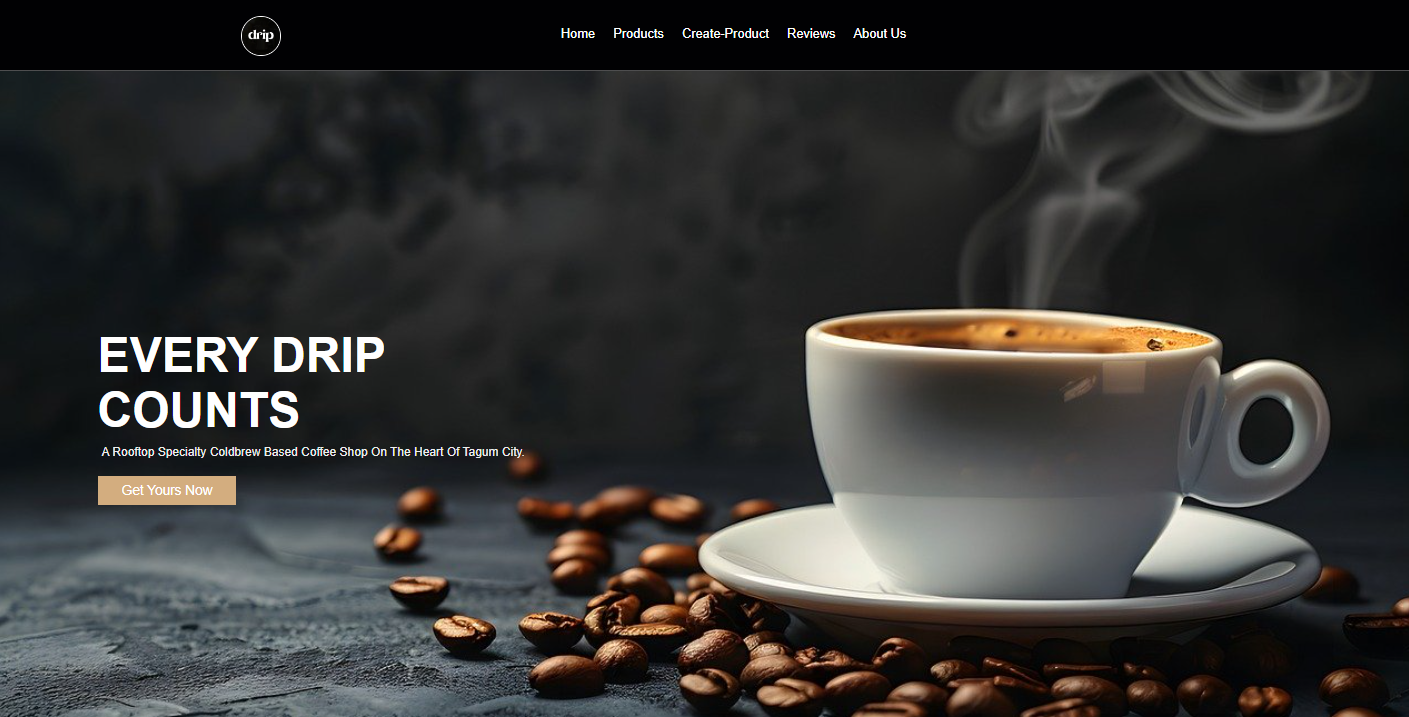 drip
Home Products Create-Product Reviews About Us
EVERY DRIP
COUNTS
A Rooftop Specialty Coldbrew Based Coffee Shop On The Heart Of Tagum City.
Get Yours Now